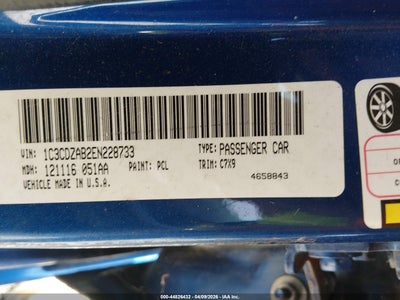 VIN: 1C3CDZAB2EN228733
TYPE: PASSENGER CAR
MDH: 121116 051AA
PAINT: PCL
TRIM: C7X9
VEHICLE MADE IN U.S.A.
4658843
000-44626432 - 04/09/2026 - IAA Inc.